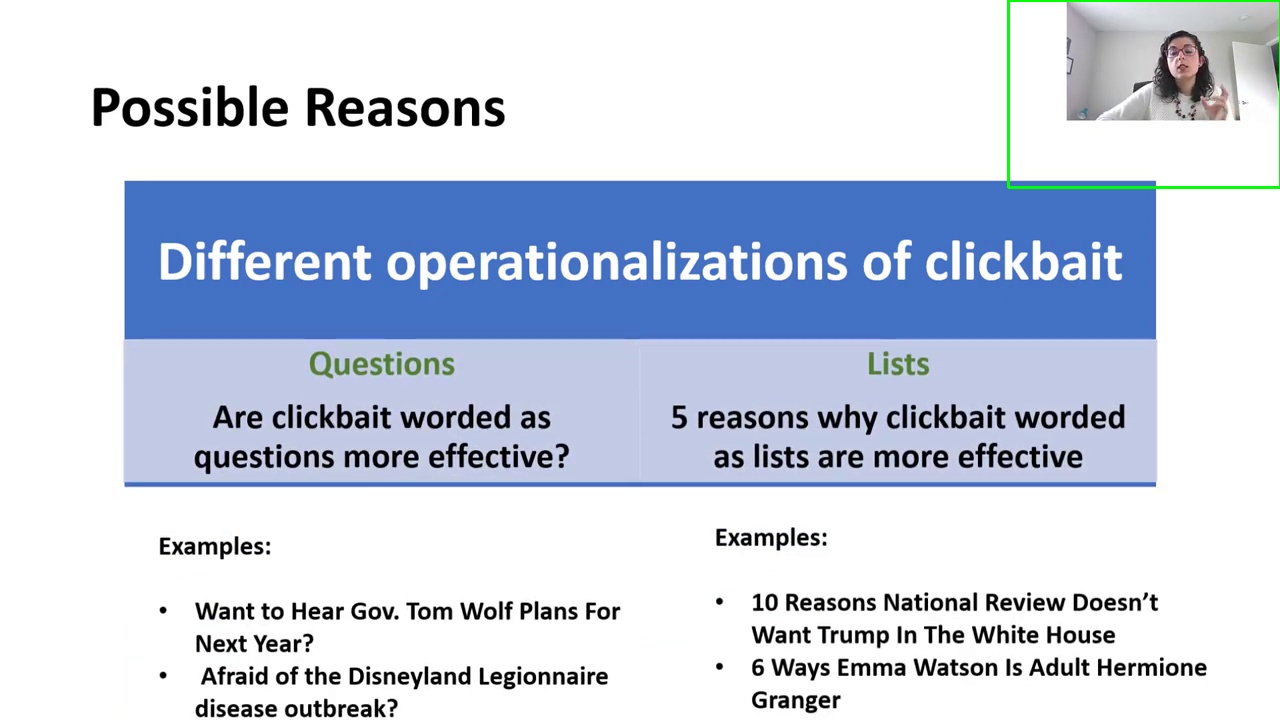 Possible Reasons
Different operationalizations of clickbait
Questions
Are clickbait worded as
questions more effective?
Lists
5 reasons why clickbait worded
as lists are more effective
Examples:
• Want to Hear Gov. Tom Wolf Plans For
Next Year?
• Afraid of the Disneyland Legionnaire
disease outbreak?
Examples:
• 10 Reasons National Review Doesn’t
Want Trump In The White House
• 6 Ways Emma Watson Is Adult Hermione
Granger